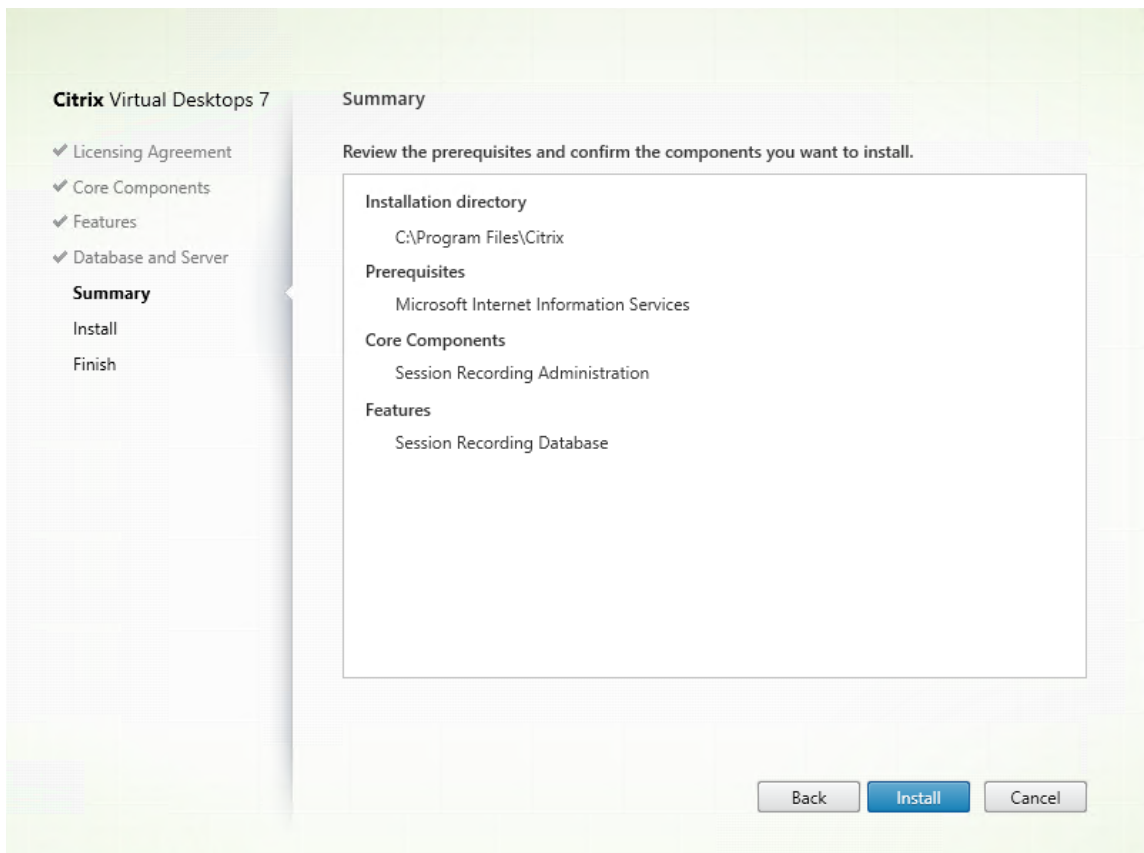 Citrix Virtual Desktops 7
Licensing Agreement
Core Components
Features
Database and Server
Summary
Install
Finish
Summary
Review the prerequisites and confirm the components you want to install.
Installation directory
C:\Program Files\Citrix
Prerequisites
Microsoft Internet Information Services
Core Components
Session Recording Administration
Features
Session Recording Database
Back
Install
Cancel